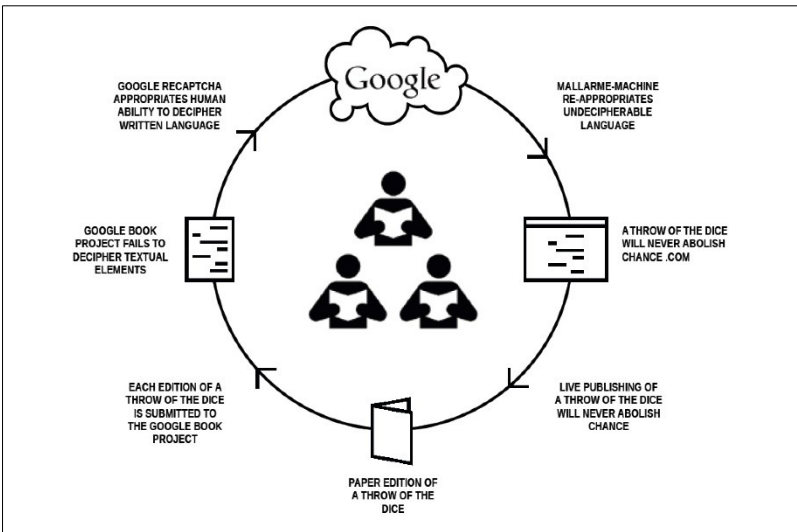 Google
MALLARME-MACHINE
RE-APPROPRIATES
UNDECIPHERABLE
LANGUAGE
A THROW OF THE DICE
WILL NEVER ABOLISH
CHANCE .COM
LIVE PUBLISHING OF
A THROW OF THE DICE
WILL NEVER ABOLISH
CHANCE
PAPER EDITION OF
A THROW OF THE
DICE
EACH EDITION OF A
THROW OF THE DICE
IS SUBMITTED TO
THE GOOGLE BOOK
PROJECT
GOOGLE BOOK
PROJECT FAILS TO
DECIPHER TEXTUAL
ELEMENTS
GOOGLE RECAPTCHA
APPROPRIATES HUMAN
ABILITY TO DECIPHER
WRITTEN LANGUAGE